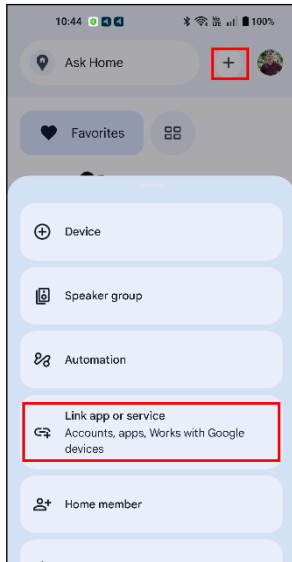 10:44 100%
Ask Home
Favorites
Device
Speaker group
Automation
Link app or service
Accounts, apps, Works with Google
devices
Home member